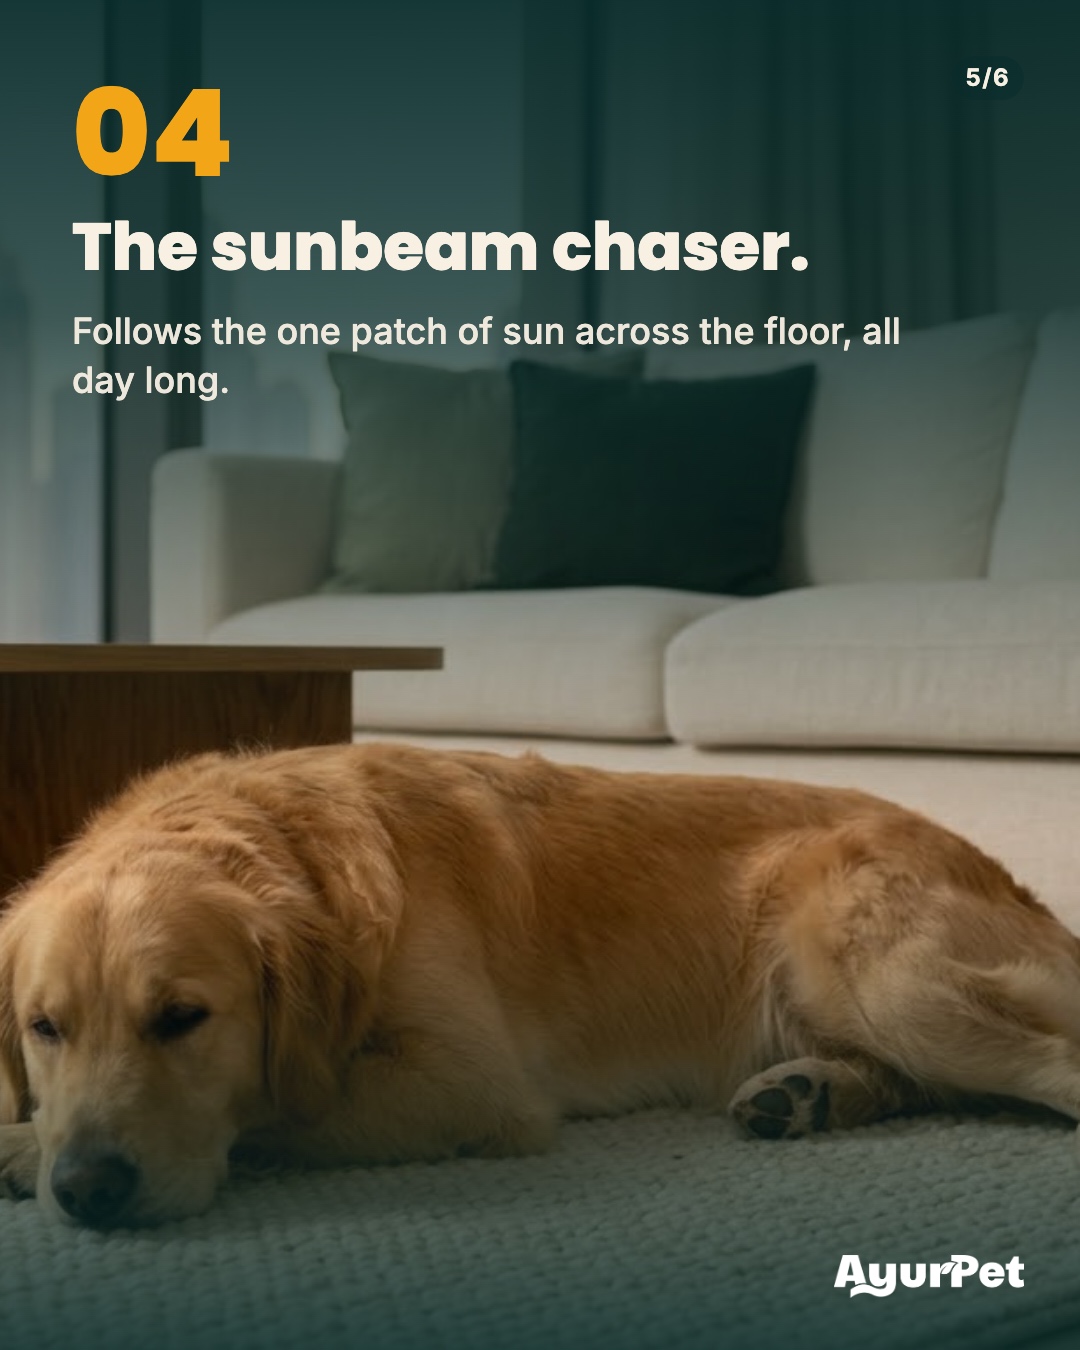 5/6
04
The sunbeam chaser.
Follows the one patch of sun across the floor, all
day long.
AyurPet